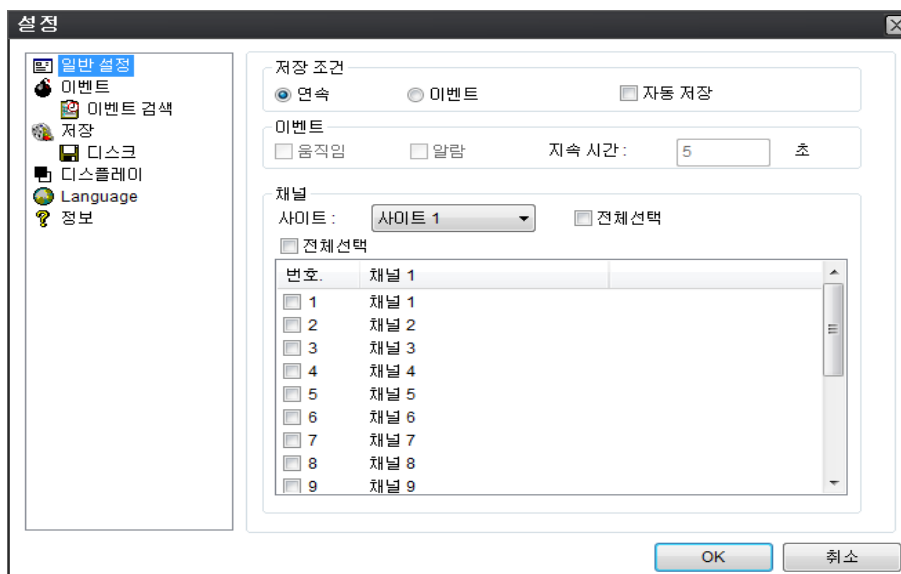 설정
일반 설정
이벤트
이벤트 검색
저장
디스크
디스플레이
Language
정보
저장 조건
연속 이벤트 자동 저장
이벤트
움직임 알람 지속 시간 : 5 초
채널
사이트 : 사이트 1 전체선택
전체선택
번호. 채널 1
1 채널 1
2 채널 2
3 채널 3
4 채널 4
5 채널 5
6 채널 6
7 채널 7
8 채널 8
9 채널 9
OK 취소